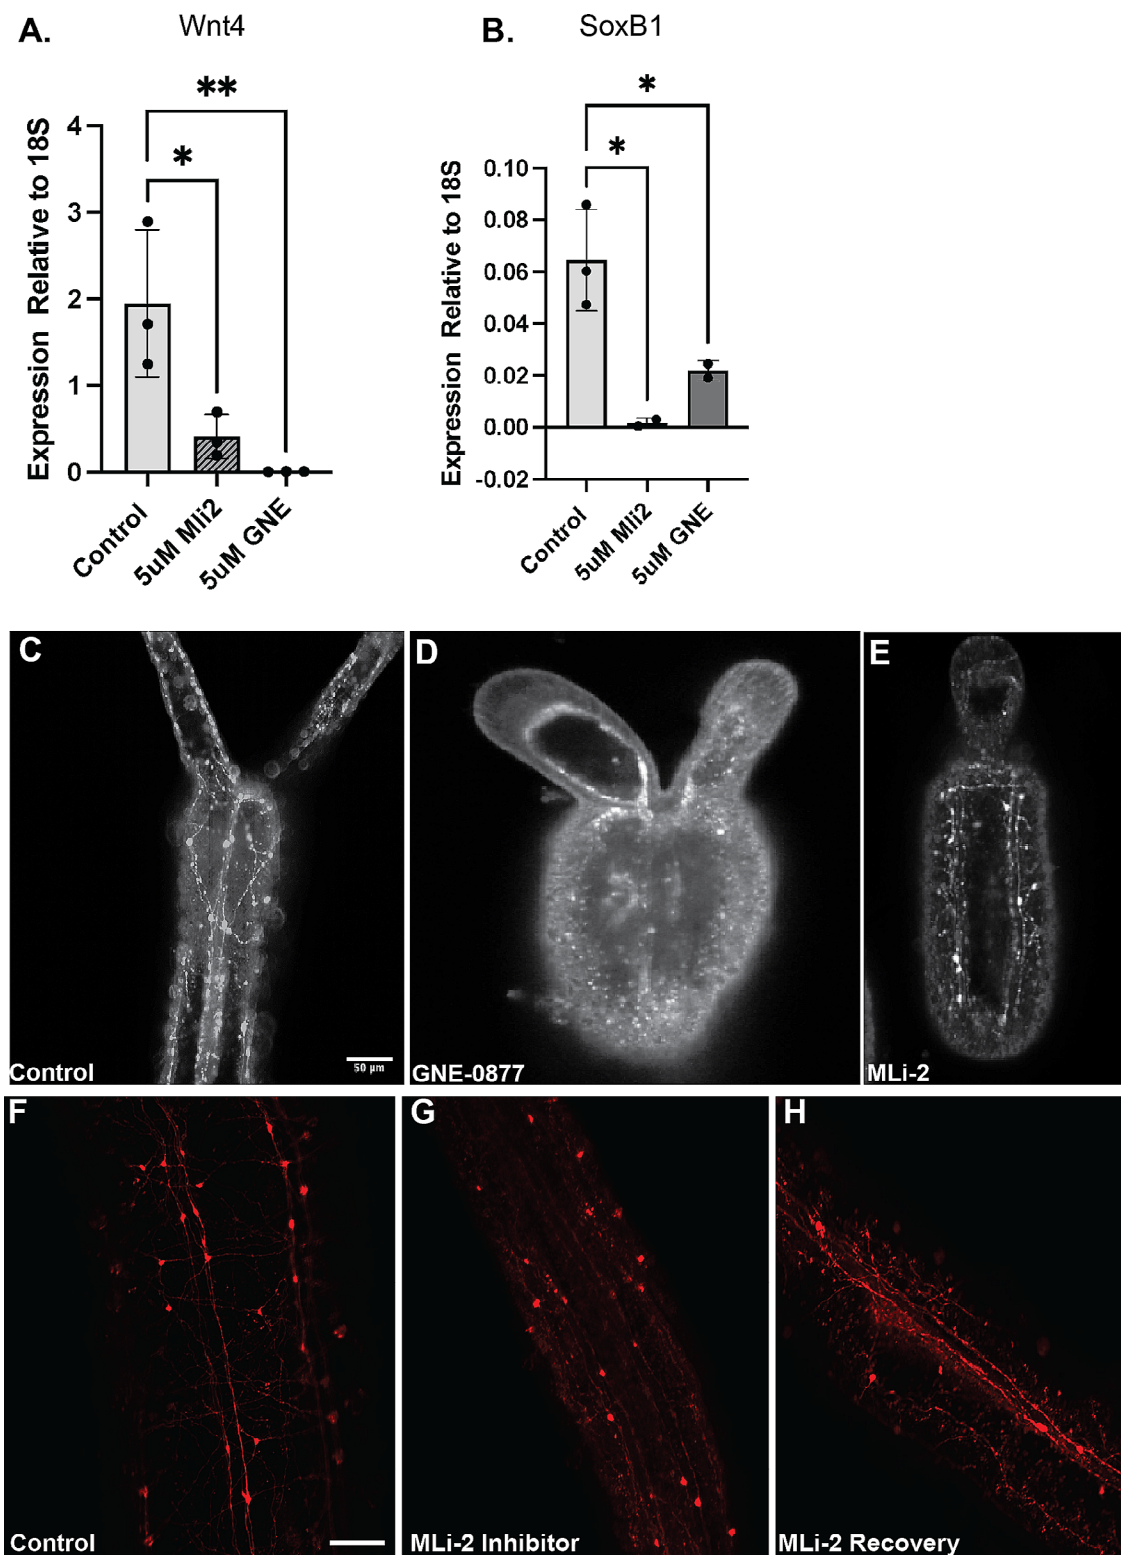 A.
Wnt4
**
*
Expression Relative to 18S
4
3
2
1
0
Control
5uM Mli2
5uM GNE
B.
SoxB1
*
*
Expression Relative to 18S
0.10
0.08
0.06
0.04
0.02
0.00
-0.02
Control
5uM Mli2
5uM GNE
C
Control
50 µm
D
GNE-0877
E
MLi-2
F
Control
G
MLi-2 Inhibitor
H
MLi-2 Recovery